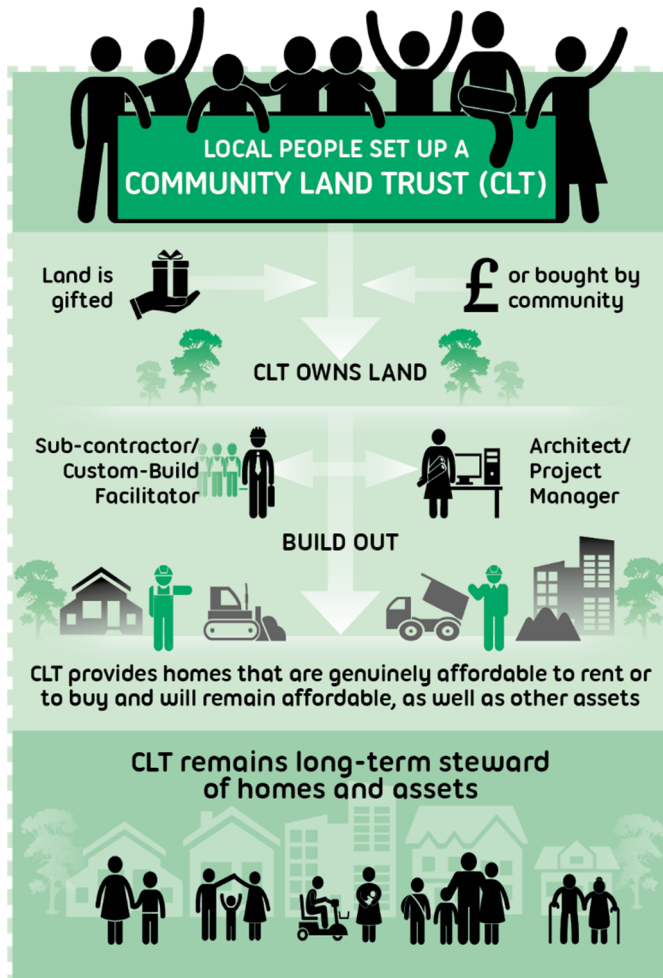 LOCAL PEOPLE SET UP A
COMMUNITY LAND TRUST (CLT)
Land is
gifted
£
or bought by
community
CLT OWNS LAND
Sub-contractor/
Custom-Build
Facilitator
Architect/
Project
Manager
BUILD OUT
CLT provides homes that are genuinely affordable to rent or
to buy and will remain affordable, as well as other assets
CLT remains long-term steward
of homes and assets